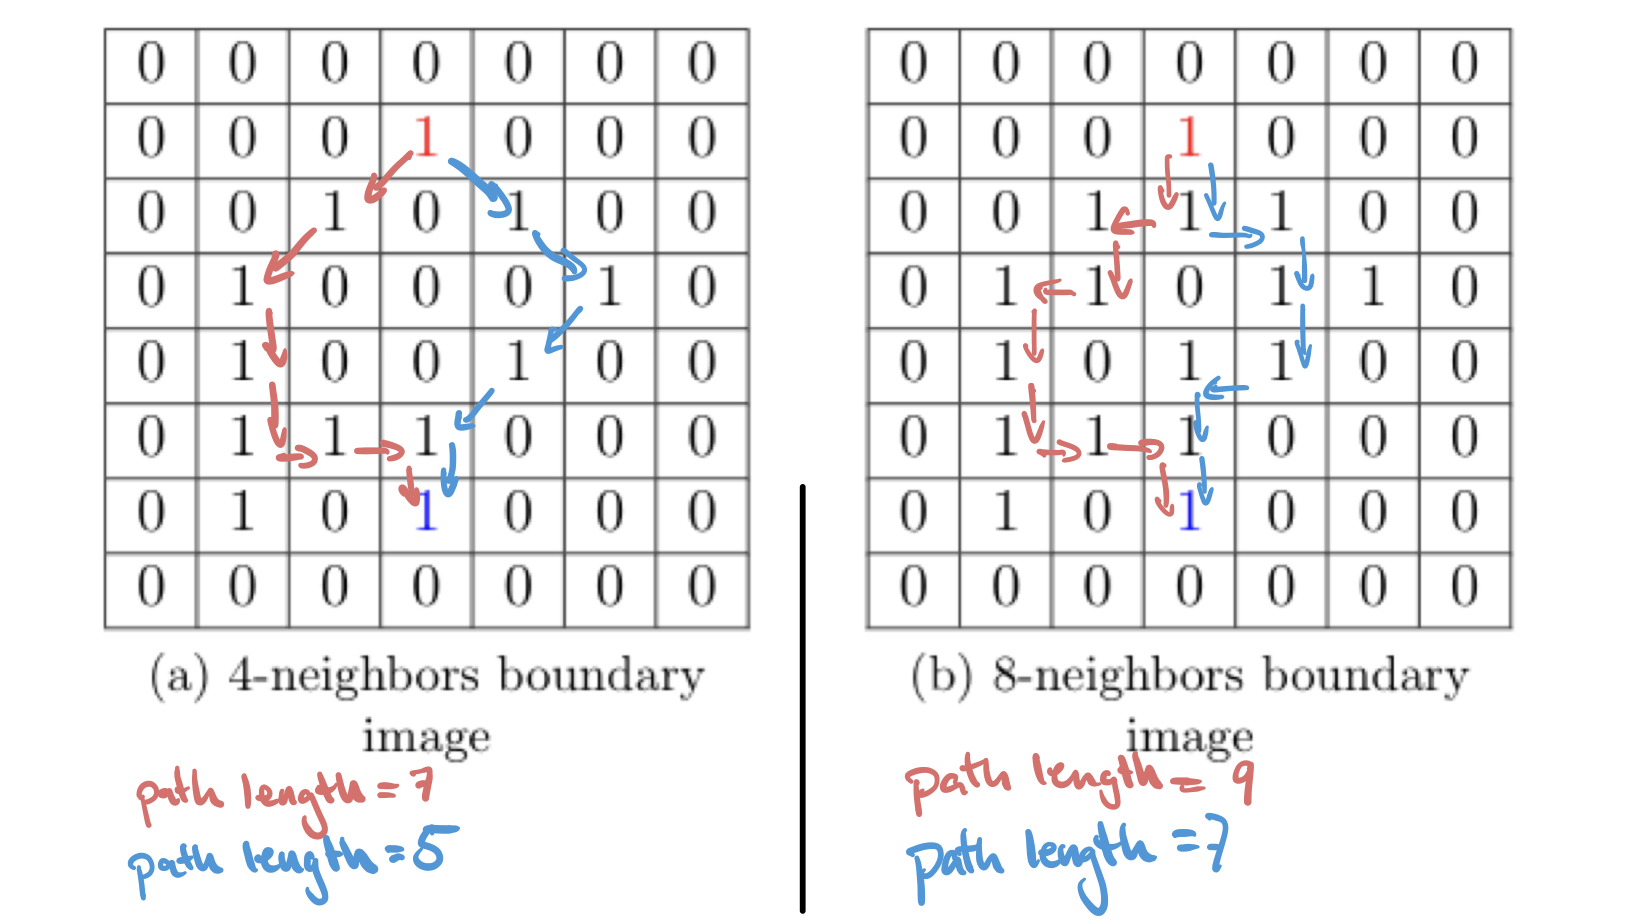 0 0 0 0 0 0 0
0 0 0 1 0 0 0
0 0 1 0 1 0 0
0 1 0 0 0 1 0
0 1 0 0 1 0 0
0 1 1 1 0 0 0
0 1 0 1 0 0 0
0 0 0 0 0 0 0
(a) 4-neighbors boundary
image
path length = 7
path length = 5
0 0 0 0 0 0 0
0 0 0 1 0 0 0
0 0 1 1 1 0 0
0 1 1 0 1 1 0
0 1 0 1 1 0 0
0 1 1 1 0 0 0
0 1 0 1 0 0 0
0 0 0 0 0 0 0
(b) 8-neighbors boundary
image
path length = 9
path length = 7